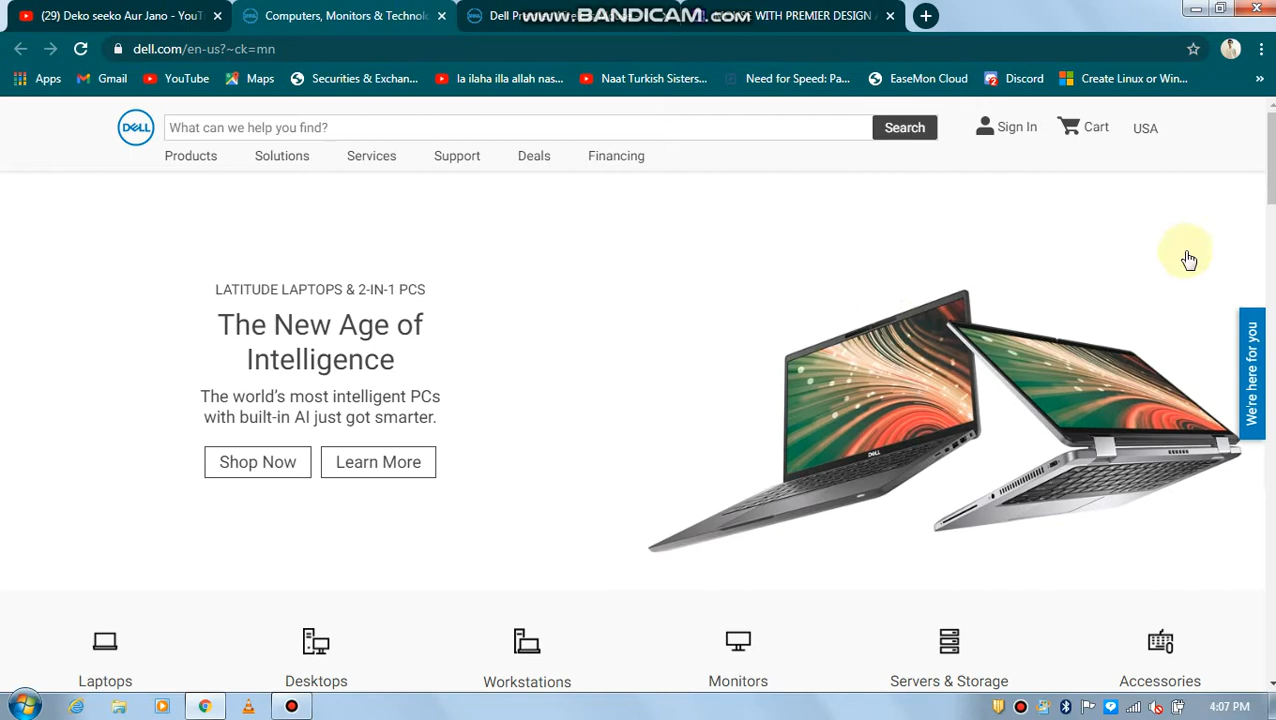 (29) Deko seeko Aur Jano - YouT
Computers, Monitors & Technolo
Dell Pr
WITH PREMIER DESIGN A
www.BANDICAM.com
dell.com/en-us?~ck=mn
Apps
Gmail
YouTube
Maps
Securities & Exchan...
la ilaha illa allah nas...
Naat Turkish Sisters...
Need for Speed: Pa...
EaseMon Cloud
Discord
Create Linux or Win...
»
DELL
What can we help you find?
Search
Sign In
Cart
USA
Products
Solutions
Services
Support
Deals
Financing
LATITUDE LAPTOPS & 2-IN-1 PCS
The New Age of
Intelligence
The world's most intelligent PCs
with built-in AI just got smarter.
Shop Now
Learn More
DELL
We're here for you
Laptops
Desktops
Workstations
Monitors
Servers & Storage
Accessories
4:07 PM